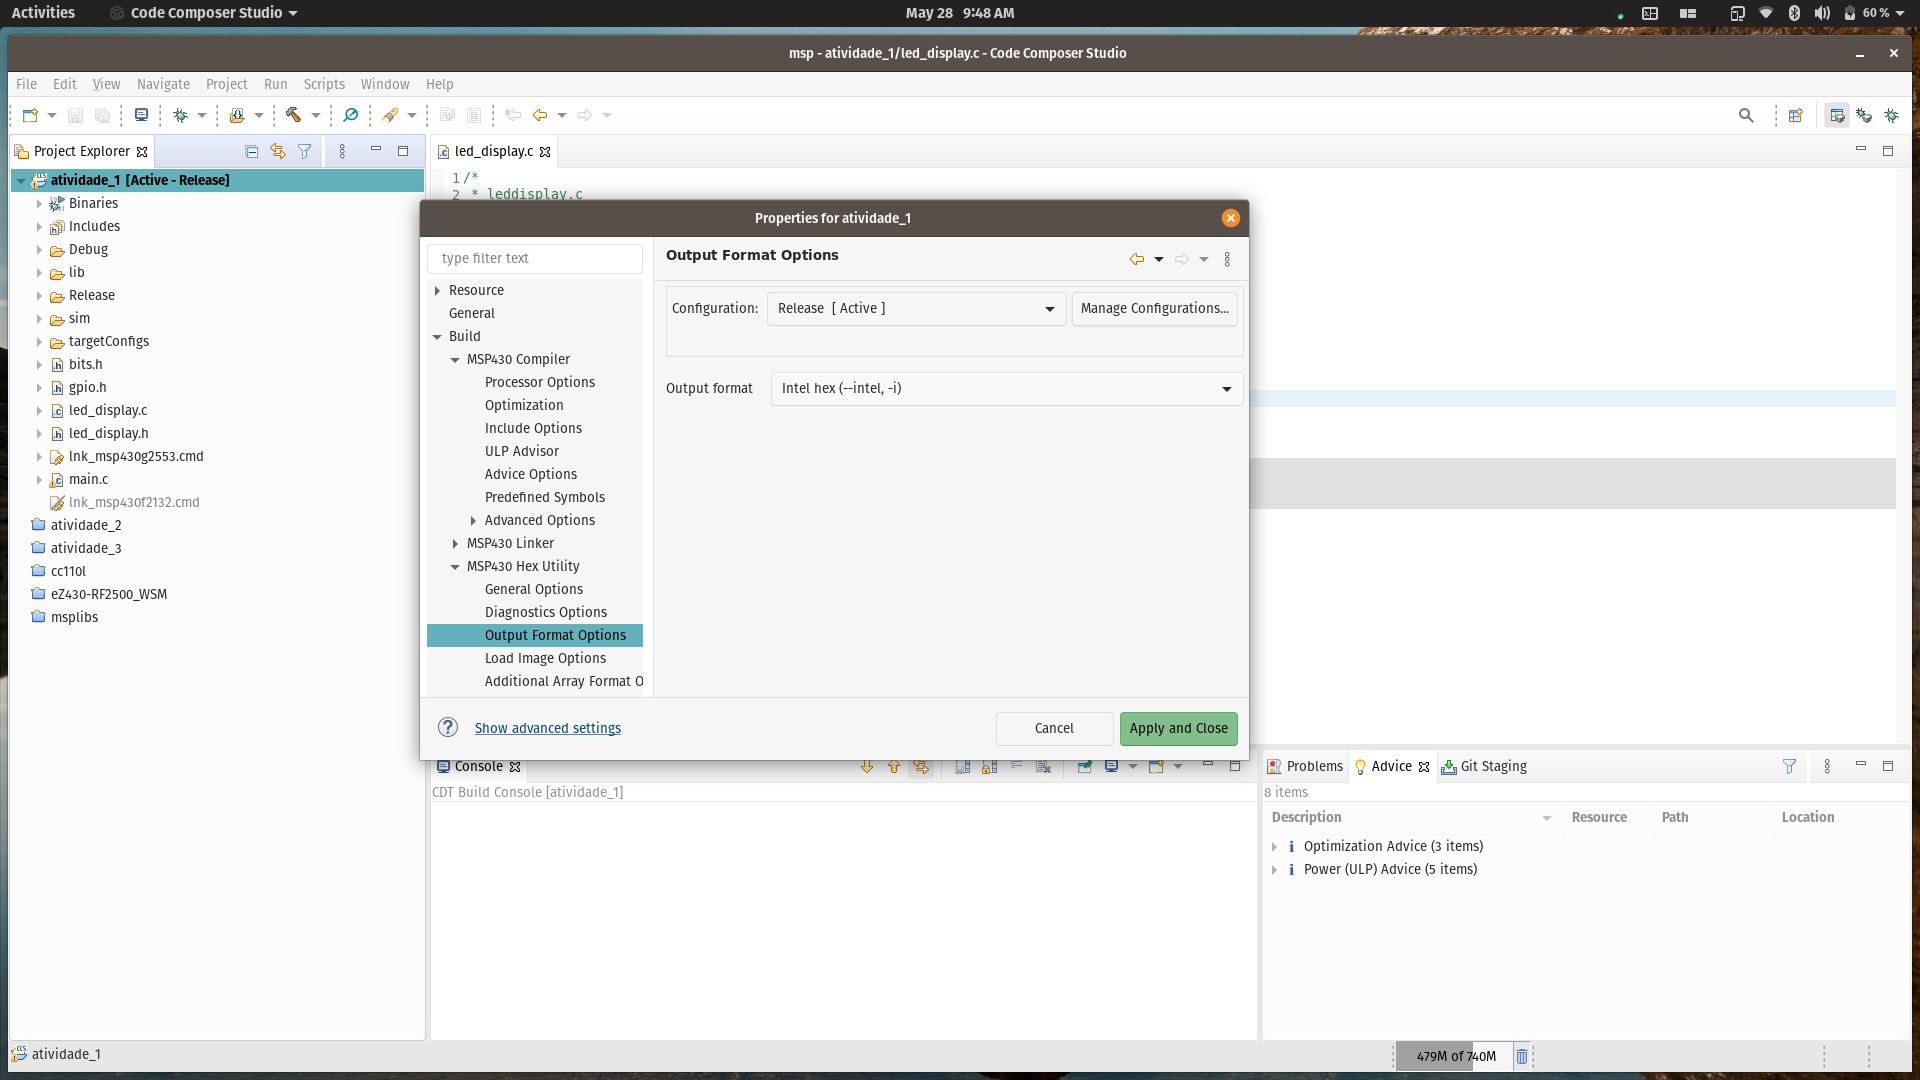 Activities
Code Composer Studio
May 28 9:48 AM
60 %
msp - atividade_1/led_display.c - Code Composer Studio
File Edit View Navigate Project Run Scripts Window Help
Project Explorer
led_display.c
atividade_1 [Active - Release]
Binaries
Includes
Debug
lib
Release
sim
targetConfigs
bits.h
gpio.h
led_display.c
led_display.h
lnk_msp430g2553.cmd
main.c
lnk_msp430f2132.cmd
atividade_2
atividade_3
cc110l
eZ430-RF2500_WSM
msplibs
1 /*
2 * leddisplay.c
Properties for atividade_1
type filter text
Resource
General
Build
MSP430 Compiler
Processor Options
Optimization
Include Options
ULP Advisor
Advice Options
Predefined Symbols
Advanced Options
MSP430 Linker
MSP430 Hex Utility
General Options
Diagnostics Options
Output Format Options
Load Image Options
Additional Array Format O
Output Format Options
Configuration: Release [ Active ] Manage Configurations...
Output format Intel hex (--intel, -i)
Show advanced settings
Cancel
Apply and Close
Console
CDT Build Console [atividade_1]
Problems
Advice
Git Staging
8 items
Description Resource Path Location
Optimization Advice (3 items)
Power (ULP) Advice (5 items)
atividade_1
479M of 740M